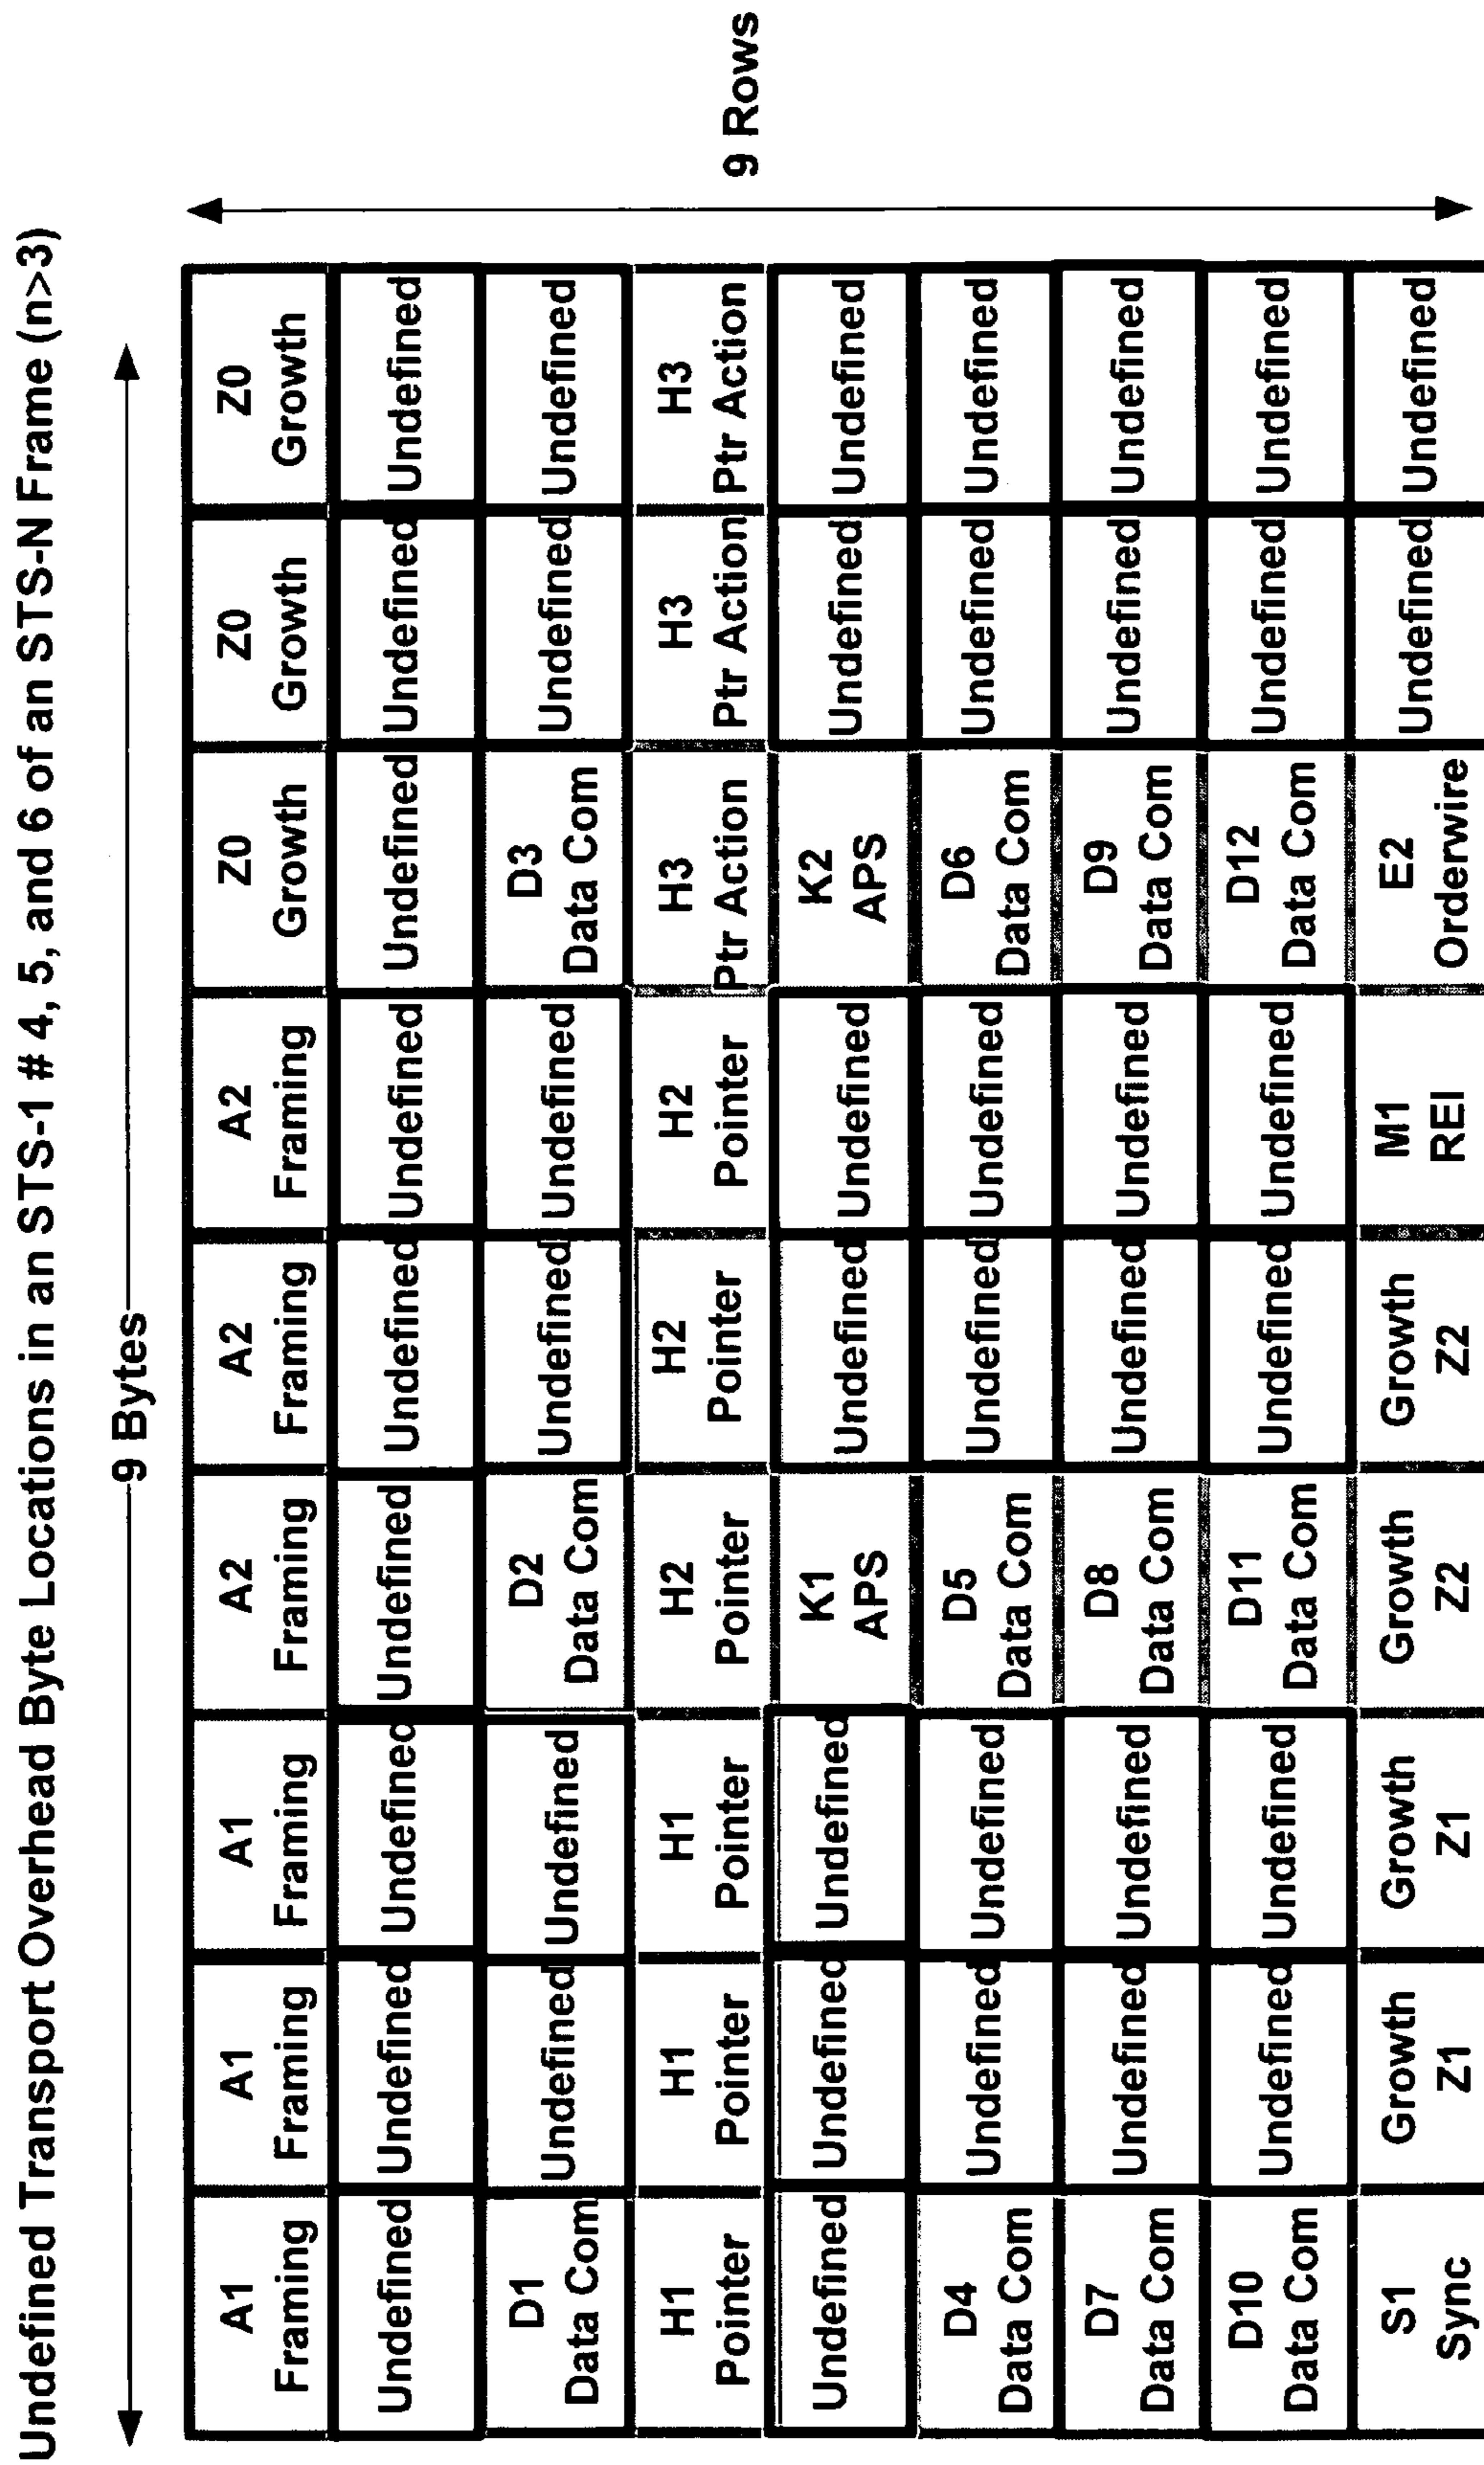 Undefined Transport Overhead Byte Locations in an STS-1 # 4, 5, and 6 of an STS-N Frame (n>3)
9 Bytes
A1 Framing A1 Framing A1 Framing A2 Framing A2 Framing A2 Framing Z0 Growth Z0 Growth Z0 Growth
Undefined Undefined Undefined Undefined Undefined Undefined Undefined Undefined Undefined
D1 Data Com Undefined Undefined D2 Data Com Undefined Undefined D3 Data Com Undefined Undefined
H1 Pointer H1 Pointer H1 Pointer H2 Pointer H2 Pointer H2 Pointer H3 Ptr Action H3 Ptr Action H3 Ptr Action
Undefined Undefined Undefined K1 APS Undefined Undefined K2 APS Undefined Undefined
D4 Data Com Undefined Undefined D5 Data Com Undefined Undefined D6 Data Com Undefined Undefined
D7 Data Com Undefined Undefined D8 Data Com Undefined Undefined D9 Data Com Undefined Undefined
D10 Data Com Undefined Undefined D11 Data Com Undefined Undefined D12 Data Com Undefined Undefined
S1 Sync Growth Z1 Growth Z1 Growth Z2 Growth Z2 M1 REI E2 Orderwire Undefined Undefined
9 Rows